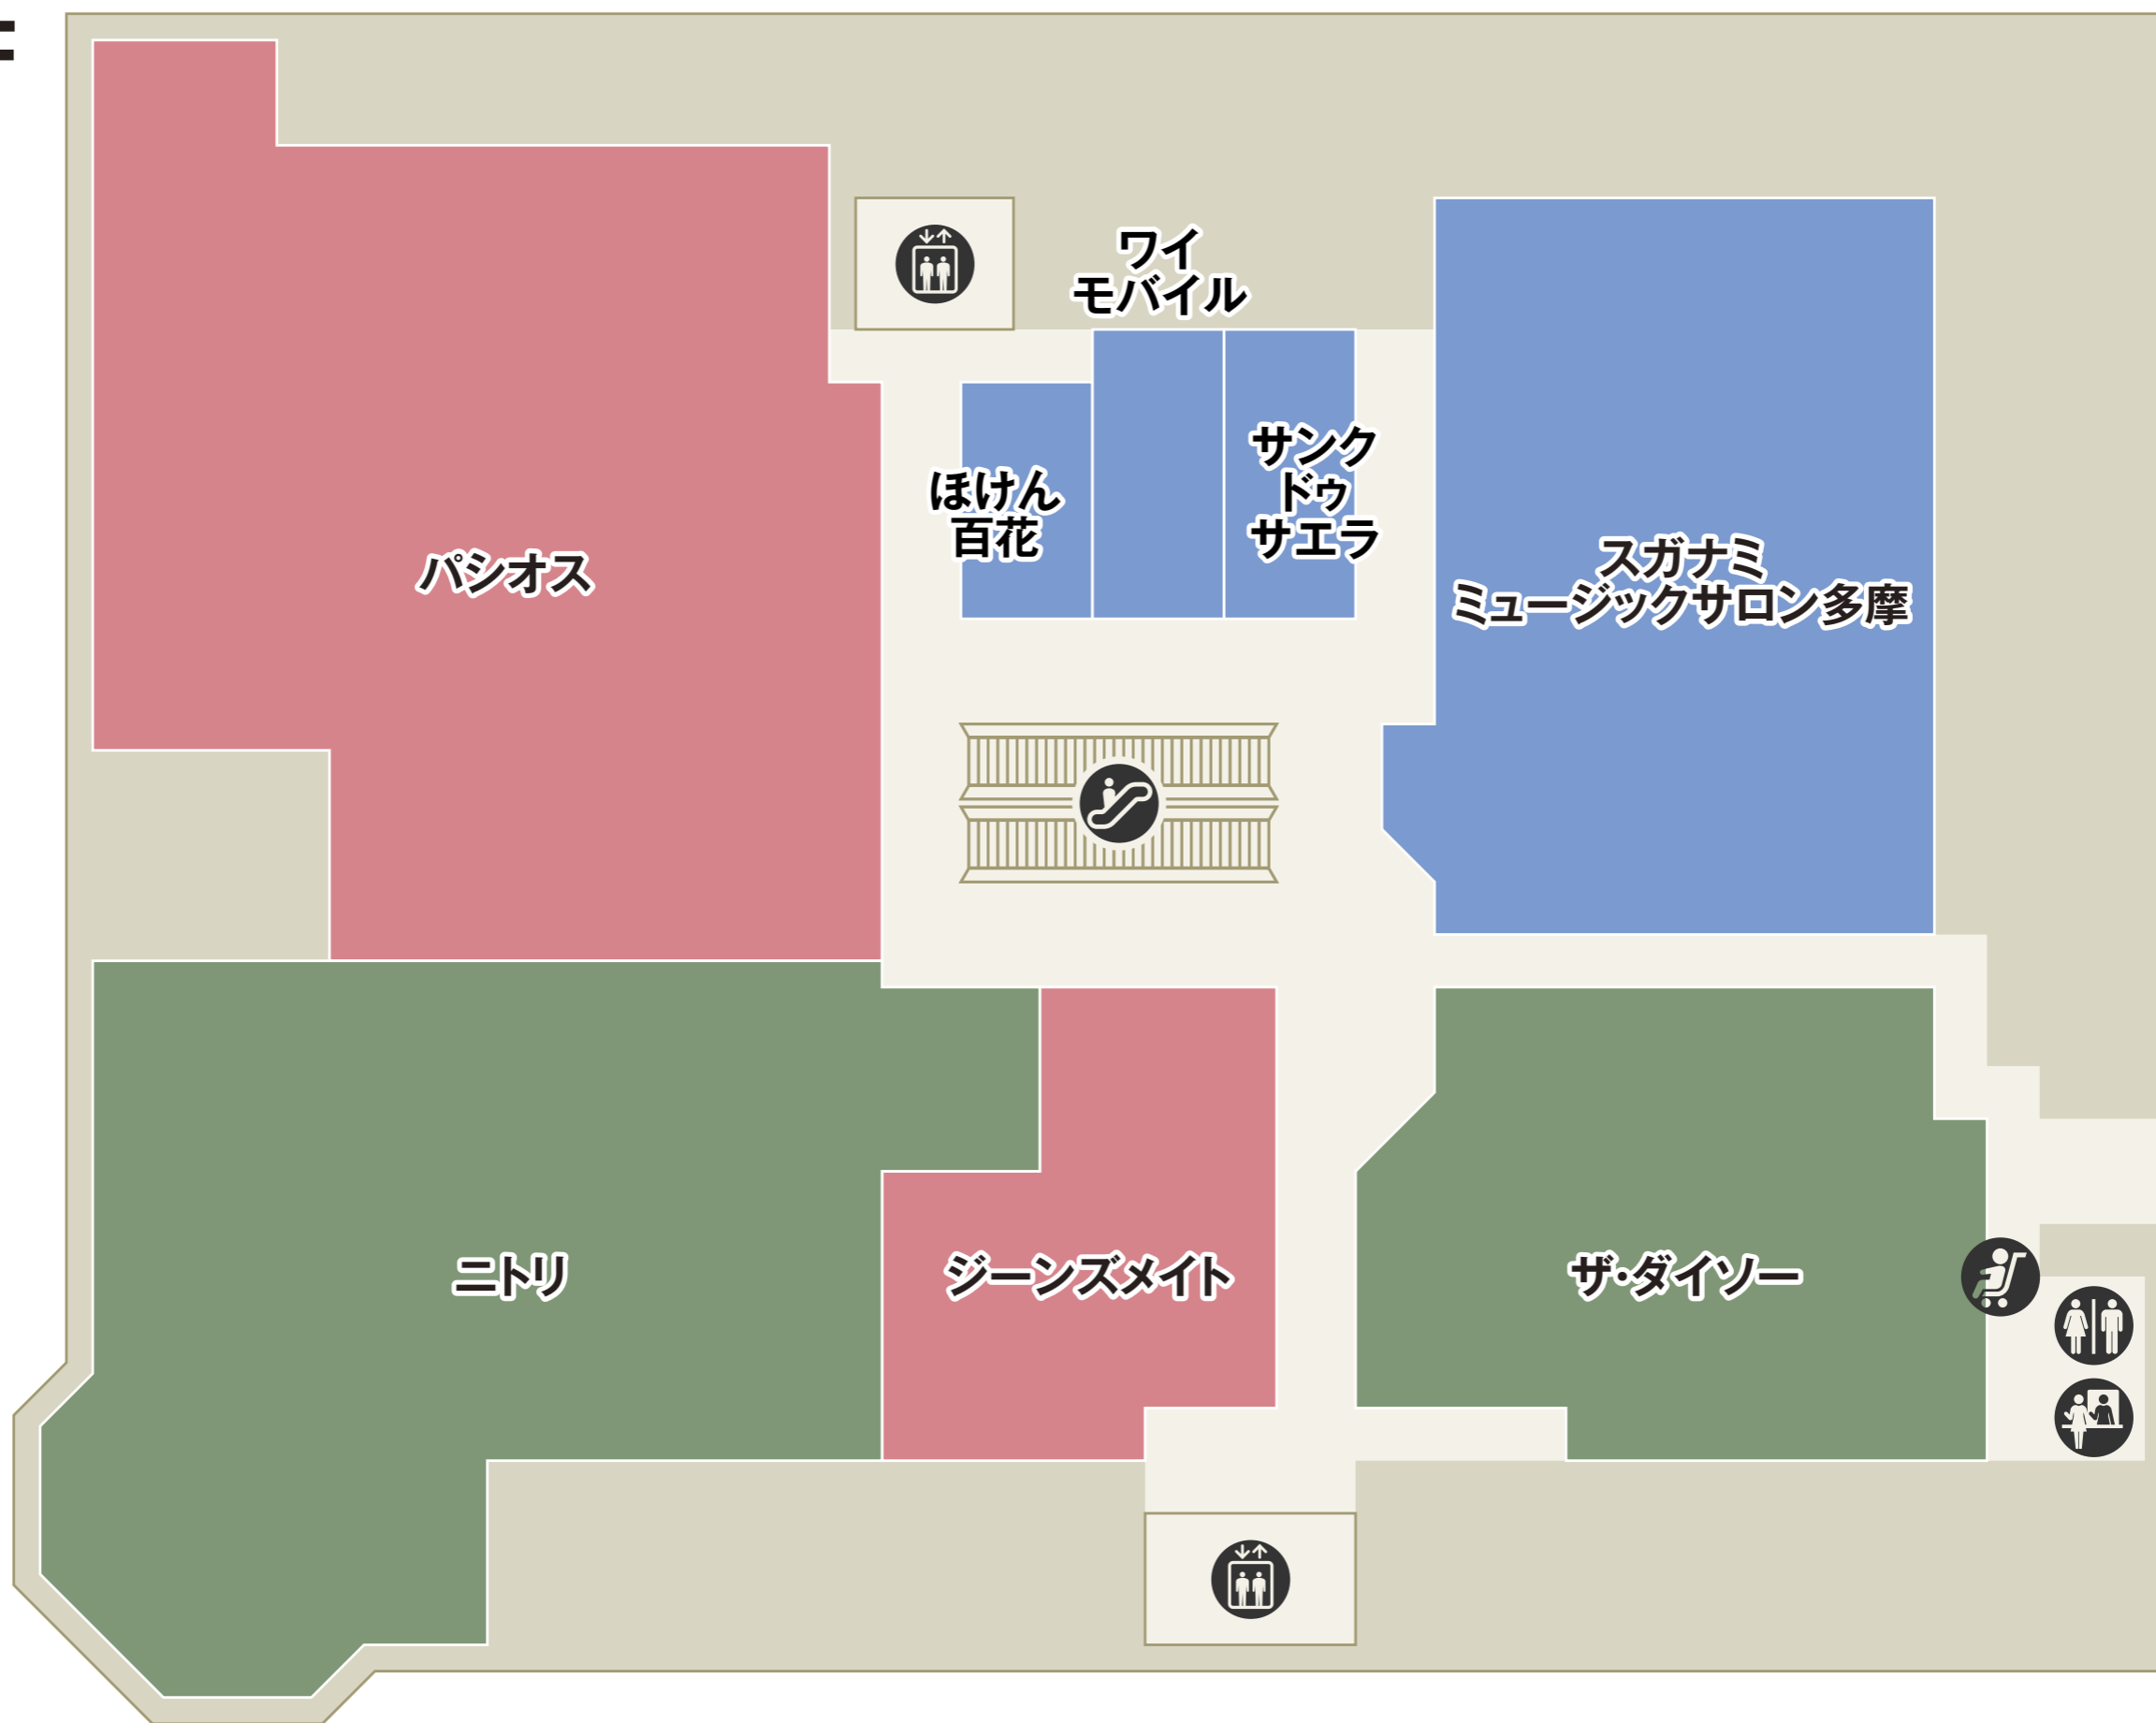 ワイ
モバイル
サンク
ドゥ
サエラ
ほけん
百花
パシオス
スガナミ
ミュージックサロン多摩
ニトリ
ジーンズメイト
ザ・ダイソー